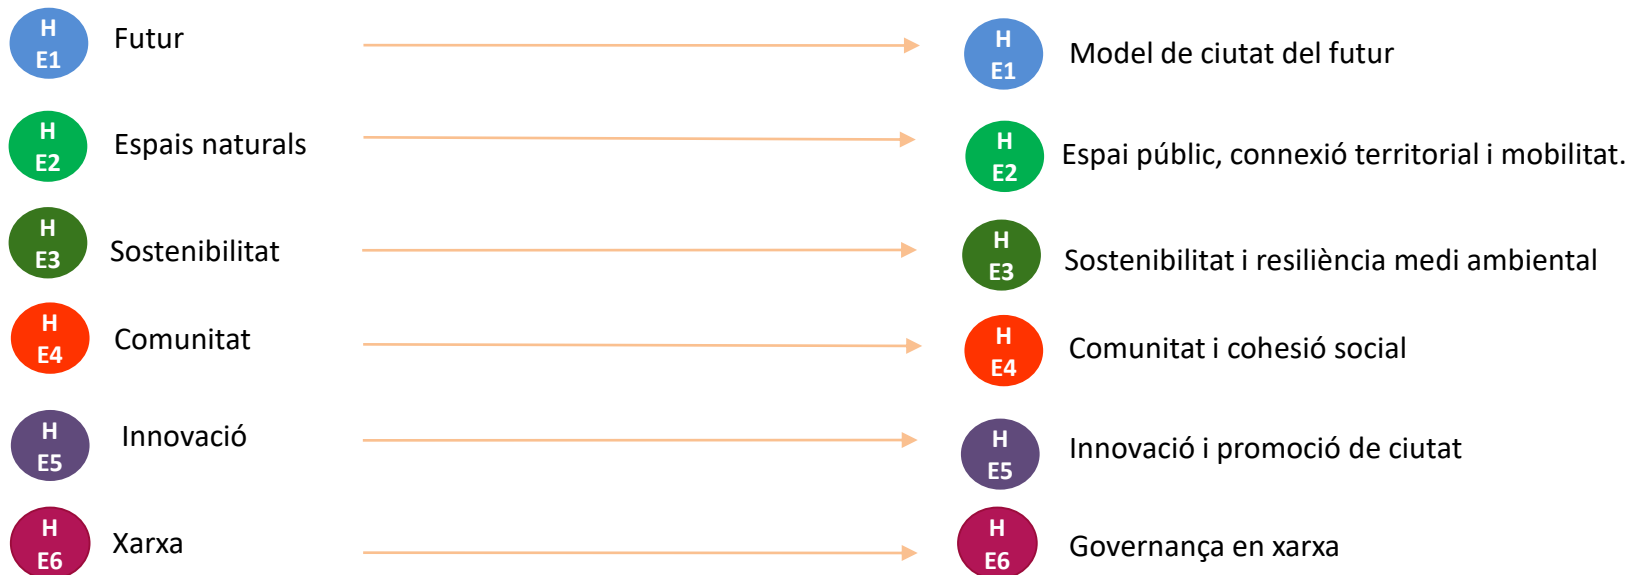 H
E1
Futur
H
E1
Model de ciutat del futur
H
E2
Espais naturals
H
E2
Espai públic, connexió territorial i mobilitat.
H
E3
Sostenibilitat
H
E3
Sostenibilitat i resiliència medi ambiental
H
E4
Comunitat
H
E4
Comunitat i cohesió social
H
E5
Innovació
H
E5
Innovació i promoció de ciutat
H
E6
Xarxa
H
E6
Governança en xarxa